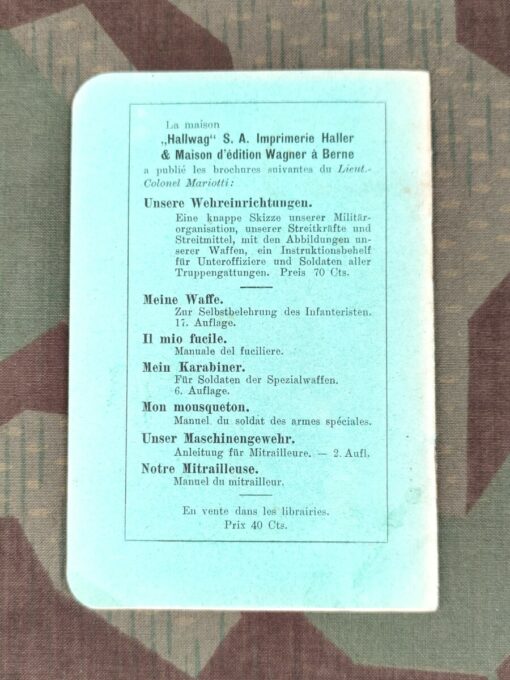 La maison
„Hallwag" S. A. Imprimerie Haller
& Maison d'édition Wagner à Berne
a publié les brochures suivantes du Lieut.-
Colonel Mariotti:
Unsere Wehreinrichtungen.
Eine knappe Skizze unserer Militär-
organisation, unserer Streitkräfte und
Streitmittel, mit den Abbildungen un-
serer Waffen, ein Instruktionsbehelf
für Unteroffiziere und Soldaten aller
Truppengattungen. Preis 70 Cts.
Meine Waffe.
Zur Selbstbelehrung des Infanteristen.
17. Auflage.
Il mio fucile.
Manuale del fuciliere.
Mein Karabiner.
Für Soldaten der Spezialwaffen.
6. Auflage.
Mon mousqueton.
Manuel du soldat des armes spéciales.
Unser Maschinengewehr.
Anleitung für Mitrailleure. — 2. Aufl.
Notre Mitrailleuse.
Manuel du mitrailleur.
En vente dans les librairies.
Prix 40 Cts.